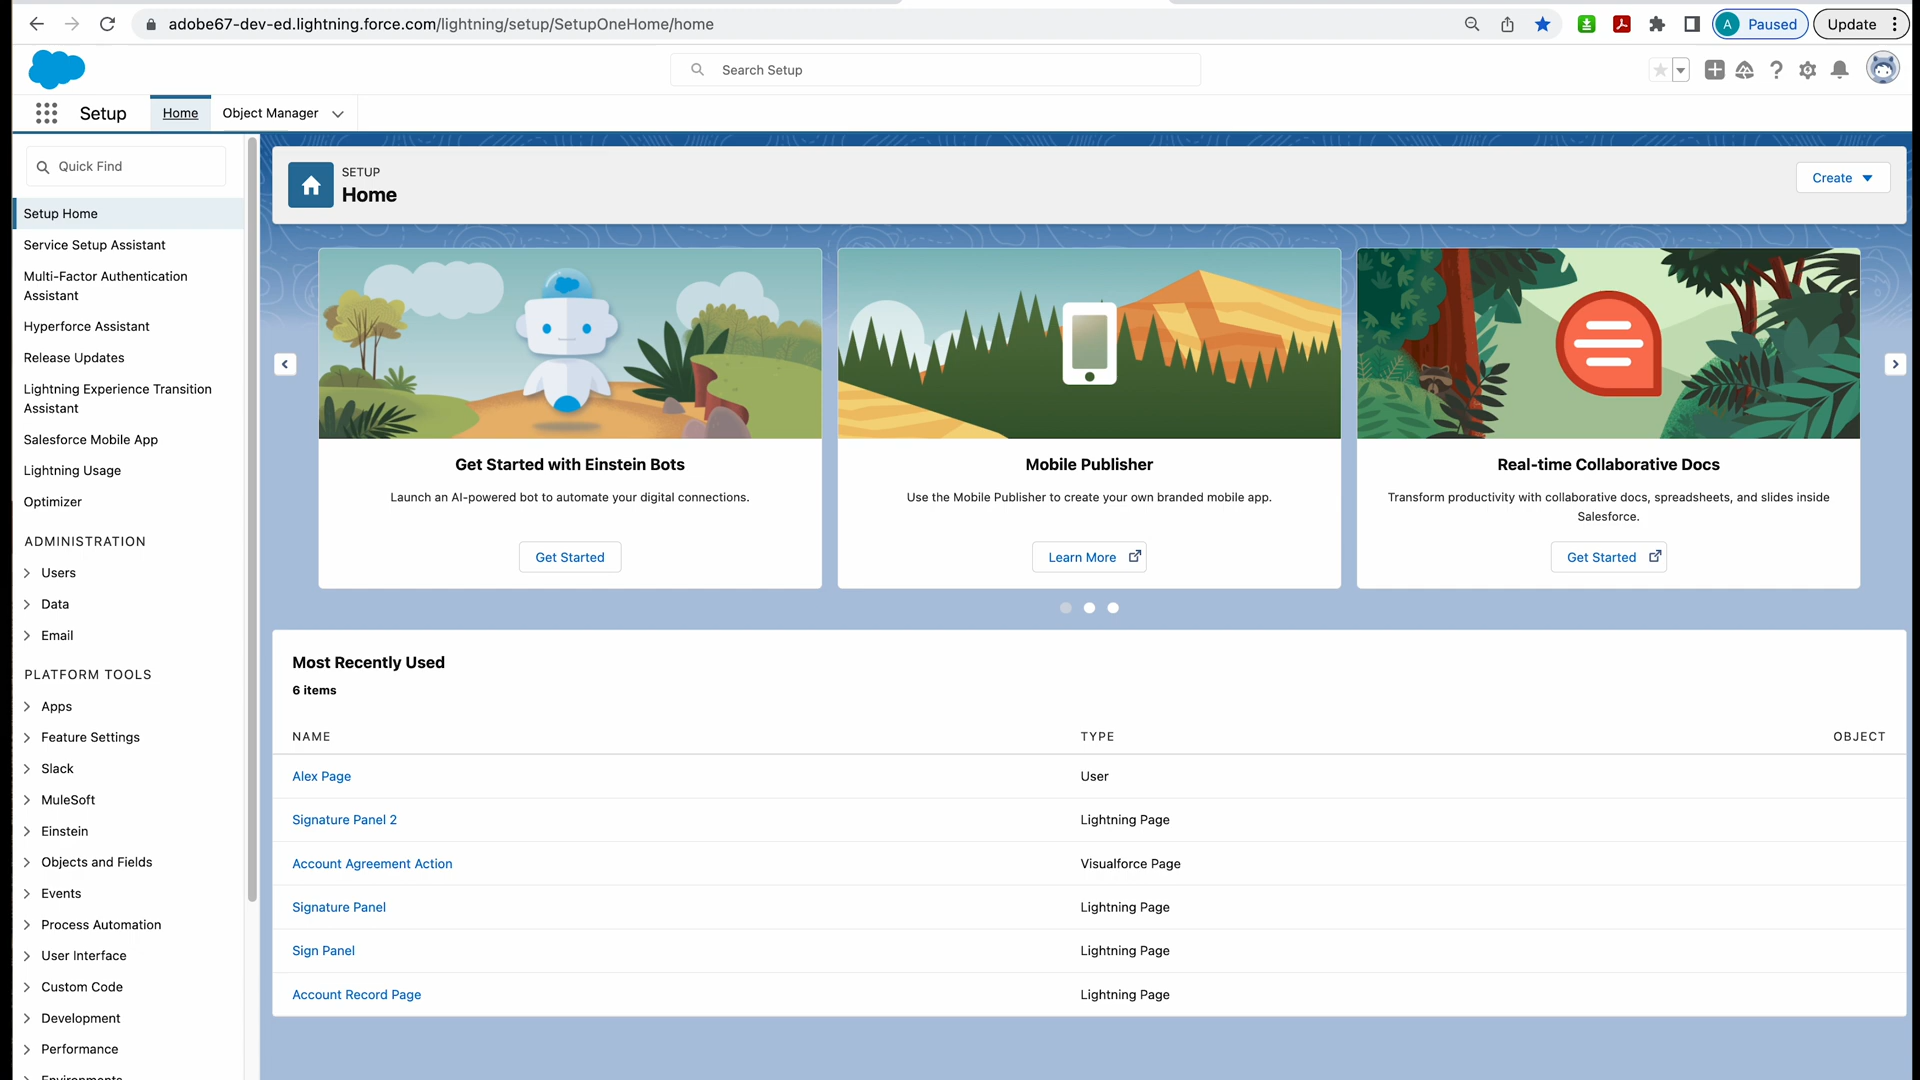 adobe67-dev-ed.lightning.force.com/lightning/setup/SetupOneHome/home
A Paused
Update
Search Setup
Setup
Home
Object Manager
Quick Find
Setup Home
Service Setup Assistant
Multi-Factor Authentication
Assistant
Hyperforce Assistant
Release Updates
Lightning Experience Transition
Assistant
Salesforce Mobile App
Lightning Usage
Optimizer
ADMINISTRATION
Users
Data
Email
PLATFORM TOOLS
Apps
Feature Settings
Slack
MuleSoft
Einstein
Objects and Fields
Events
Process Automation
User Interface
Custom Code
Development
Performance
Environments
SETUP
Home
Create
Get Started with Einstein Bots
Launch an AI-powered bot to automate your digital connections.
Get Started
Mobile Publisher
Use the Mobile Publisher to create your own branded mobile app.
Learn More
Real-time Collaborative Docs
Transform productivity with collaborative docs, spreadsheets, and slides inside
Salesforce.
Get Started
Most Recently Used
6 items
NAME TYPE OBJECT
Alex Page User
Signature Panel 2 Lightning Page
Account Agreement Action Visualforce Page
Signature Panel Lightning Page
Sign Panel Lightning Page
Account Record Page Lightning Page